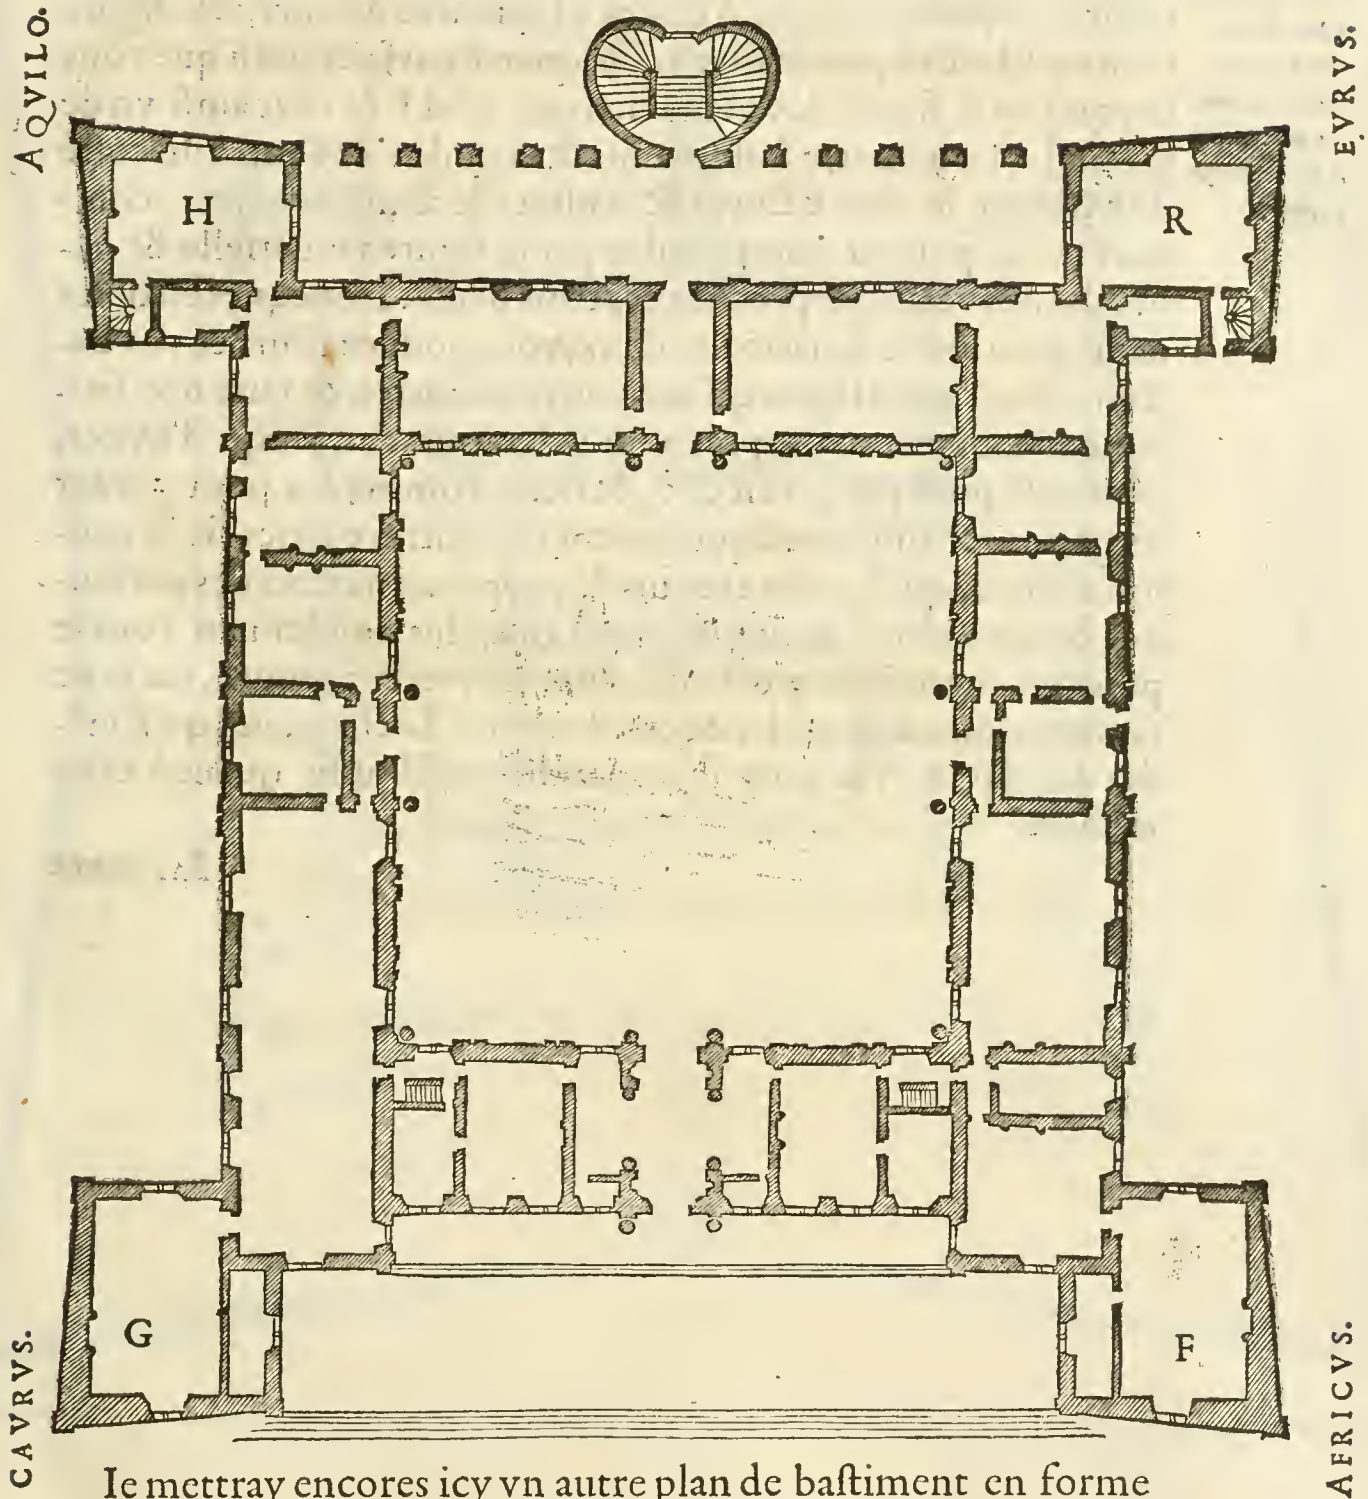 AQVILO.
EVRVS.
H
R
G
F
CAVRVS.
AFRICVS.
Ie mettray encores icy vn autre plan de baſtiment en forme